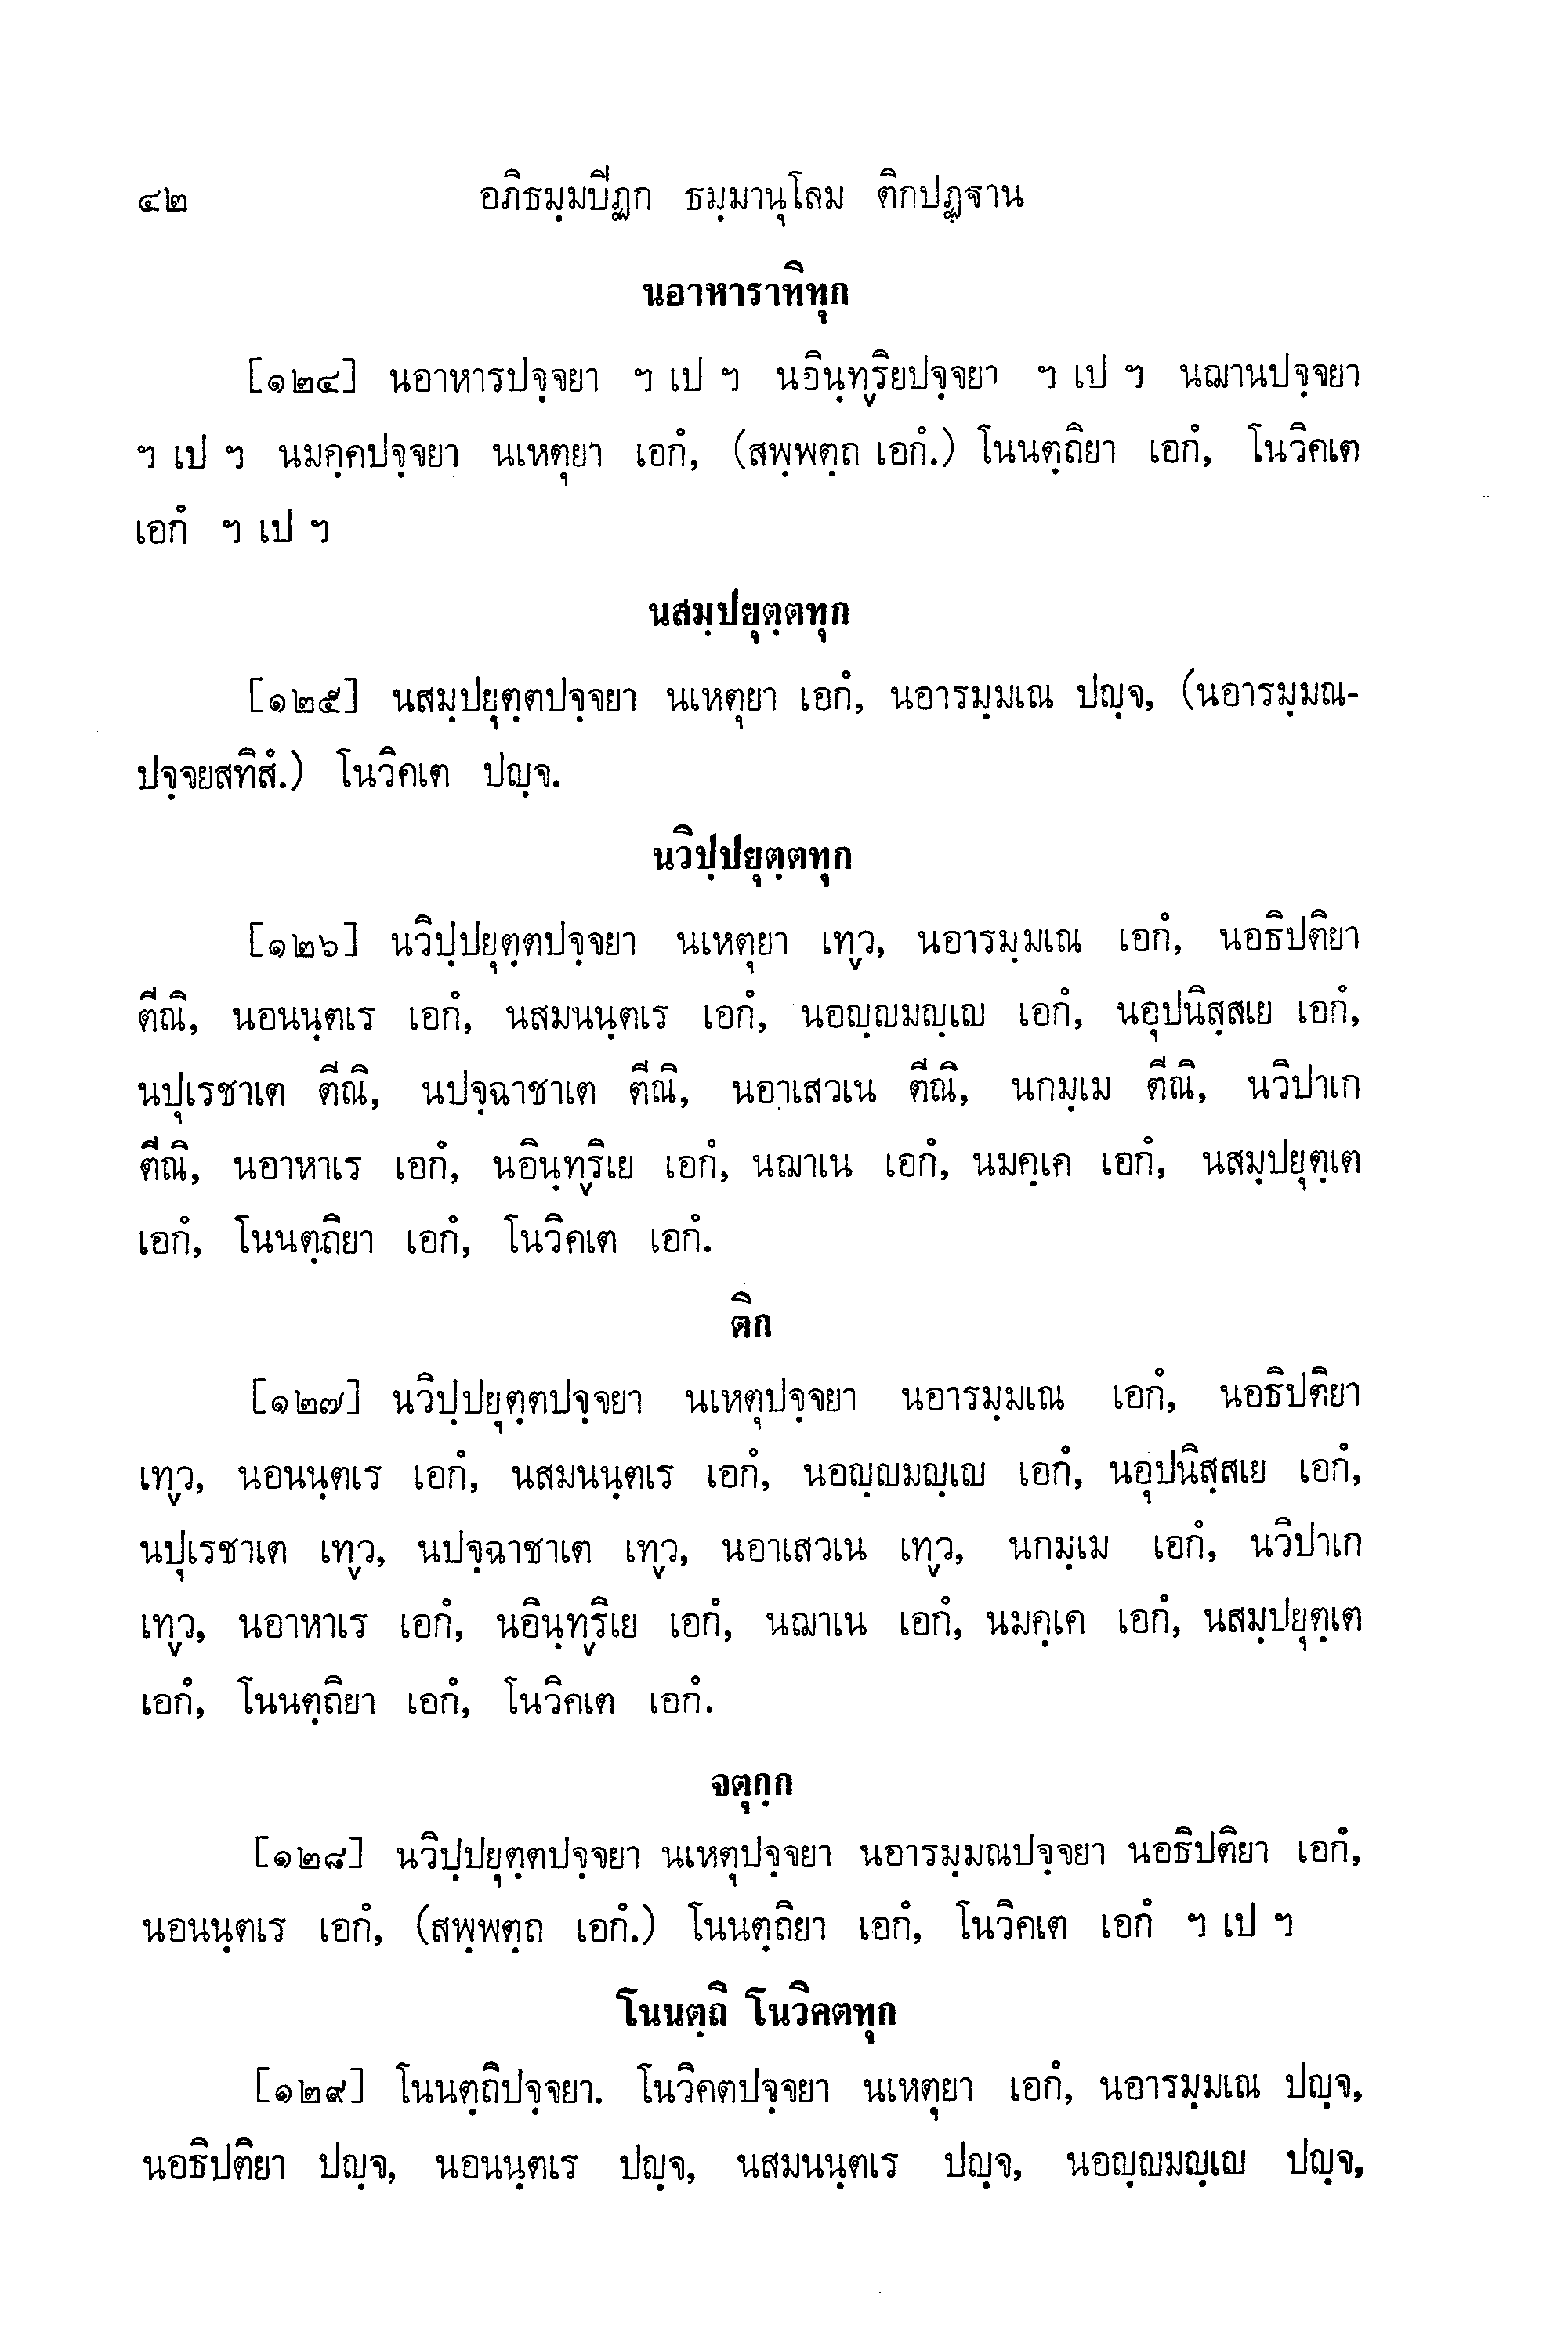 ๔๒ อภิธมฺมปิฏก ธมฺมานุโลม ติกปฏฺฐาน
นอาหาราทิทุก
[๑๒๔] นอาหารปจฺจยา ฯ เป ฯ นอินฺทฺริยปจฺจยา ฯ เป ฯ นฌานปจฺจยา
ฯ เป ฯ นมคฺคปจฺจยา นเหตุยา เอกํ, (สพฺพตฺถ เอกํ.) โนนตฺถิยา เอกํ, โนวิคเต
เอกํ ฯ เป ฯ
นสมฺปยุตฺตทุก
[๑๒๕] นสมฺปยุตฺตปจฺจยา นเหตุยา เอกํ, นอารมฺมเณ ปญฺจ, (นอารมฺมณ-
ปจฺจยสทิสํ.) โนวิคเต ปญฺจ.
นวิปฺปยุตฺตทุก
[๑๒๖] นวิปฺปยุตฺตปจฺจยา นเหตุยา เทฺว, นอารมฺมเณ เอกํ, นอธิปติยา
ตีณิ, นอนนฺตเร เอกํ, นสมนนฺตเร เอกํ, นอญฺญมญฺเญ เอกํ, นอุปนิสฺสเย เอกํ,
นปุเรชาเต ตีณิ, นปจฺฉาชาเต ตีณิ, นอาเสวเน ตีณิ, นกมฺเม ตีณิ, นวิปาเก
ตีณิ, นอาหาเร เอกํ, นอินฺทฺริเย เอกํ, นฌาเน เอกํ, นมคฺเค เอกํ, นสมฺปยุตฺเต
เอกํ, โนนตฺถิยา เอกํ, โนวิคเต เอกํ.
ติก
[๑๒๗] นวิปฺปยุตฺตปจฺจยา นเหตุปจฺจยา นอารมฺมเณ เอกํ, นอธิปติยา
เทฺว, นอนนฺตเร เอกํ, นสมนนฺตเร เอกํ, นอญฺญมญฺเญ เอกํ, นอุปนิสฺสเย เอกํ,
นปุเรชาเต เทฺว, นปจฺฉาชาเต เทฺว, นอาเสวเน เทฺว, นกมฺเม เอกํ, นวิปาเก
เทฺว, นอาหาเร เอกํ, นอินฺทฺริเย เอกํ, นฌาเน เอกํ, นมคฺเค เอกํ, นสมฺปยุตฺเต
เอกํ, โนนตฺถิยา เอกํ, โนวิคเต เอกํ.
จตุกฺก
[๑๒๘] นวิปฺปยุตฺตปจฺจยา นเหตุปจฺจยา นอารมฺมณปจฺจยา นอธิปติยา เอกํ,
นอนนฺตเร เอกํ, (สพฺพตฺถ เอกํ.) โนนตฺถิยา เอกํ, โนวิคเต เอกํ ฯ เป ฯ
โนนตฺถิ โนวิคตทุก
[๑๒๙] โนนตฺถิปจฺจยา. โนวิคตปจฺจยา นเหตุยา เอกํ, นอารมฺมเณ ปญฺจ,
นอธิปติยา ปญฺจ, นอนนฺตเร ปญฺจ, นสมนนฺตเร ปญฺจ, นอญฺญมญฺเญ ปญฺจ,